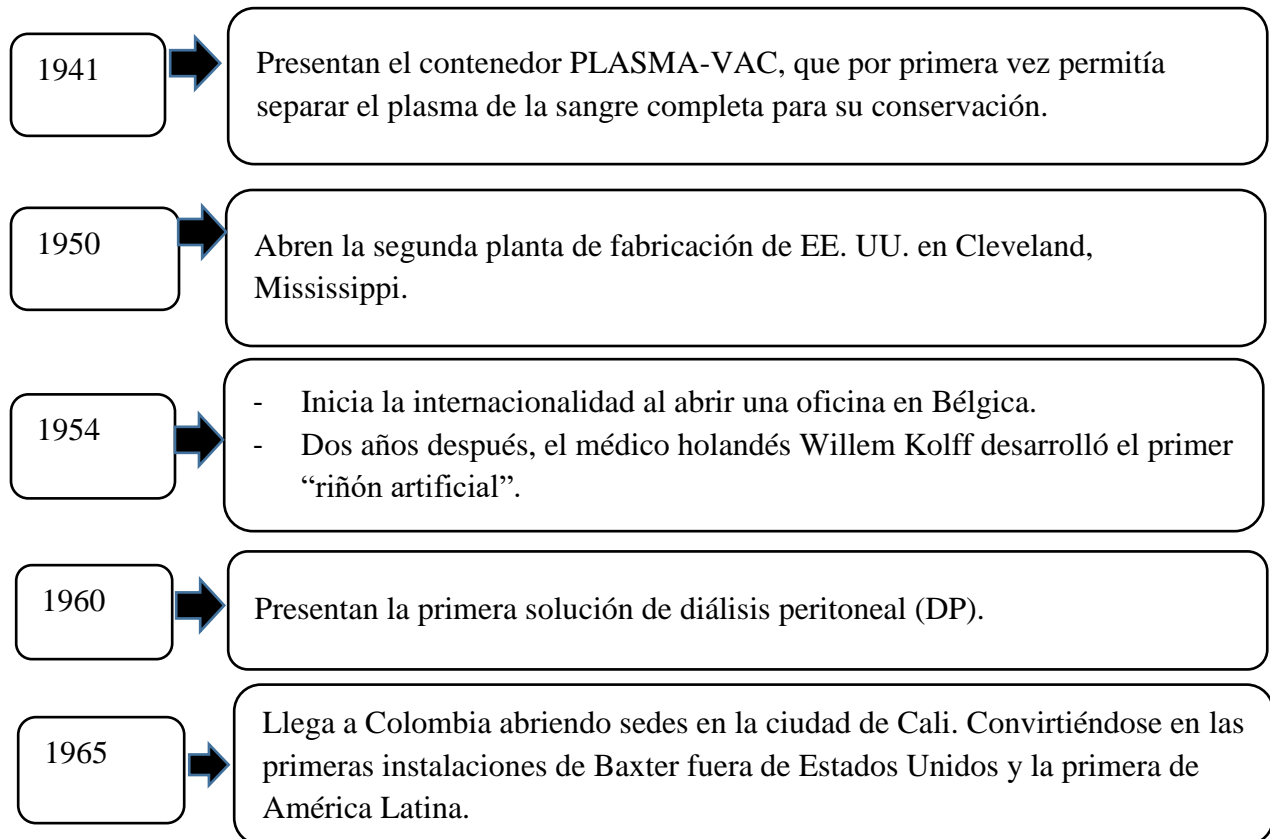 1941
Presentan el contenedor PLASMA-VAC, que por primera vez permitía
separar el plasma de la sangre completa para su conservación.
1950
Abren la segunda planta de fabricación de EE. UU. en Cleveland,
Mississippi.
1954
- Inicia la internacionalidad al abrir una oficina en Bélgica.
- Dos años después, el médico holandés Willem Kolff desarrolló el primer
“riñón artificial”.
1960
Presentan la primera solución de diálisis peritoneal (DP).
1965
Llega a Colombia abriendo sedes en la ciudad de Cali. Convirtiéndose en las
primeras instalaciones de Baxter fuera de Estados Unidos y la primera de
América Latina.